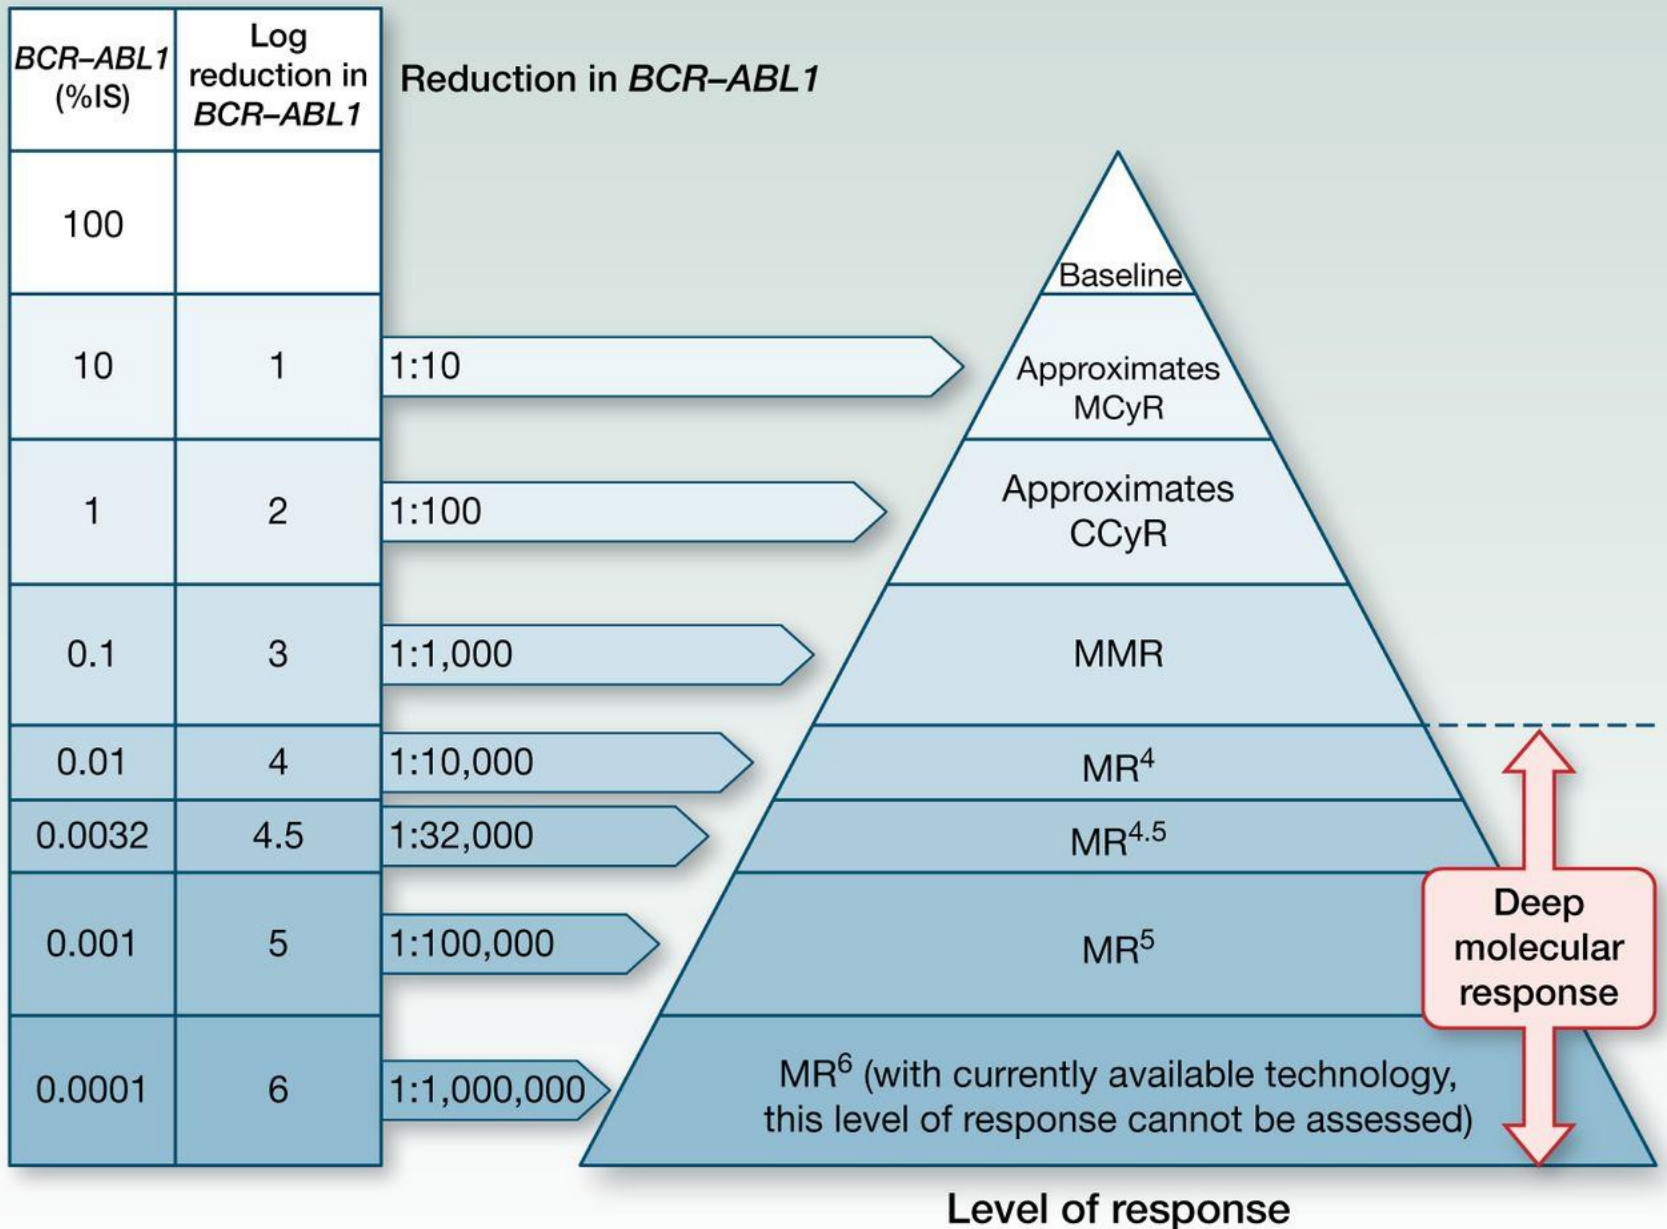 BCR–ABL1
(%IS)
Log
reduction in
BCR–ABL1
Reduction in BCR–ABL1
100
Baseline
10
1
1:10
Approximates
MCyR
1
2
1:100
Approximates
CCyR
0.1
3
1:1,000
MMR
0.01
4
1:10,000
MR⁴
0.0032
4.5
1:32,000
MR⁴·⁵
0.001
5
1:100,000
MR⁵
Deep
molecular
response
0.0001
6
1:1,000,000
MR⁶ (with currently available technology,
this level of response cannot be assessed)
Level of response